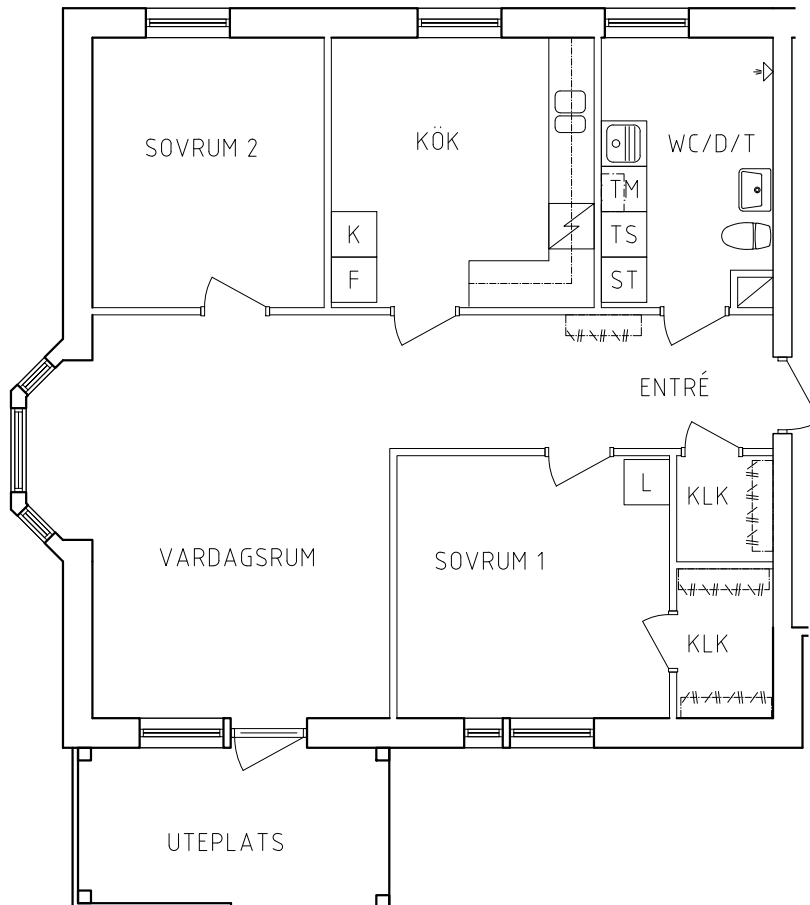 SOVRUM 2
KÖK
WC/D/T
TM
K
TS
F
ST
ENTRÉ
L
KLK
VARDAGSRUM
SOVRUM 1
KLK
UTEPLATS